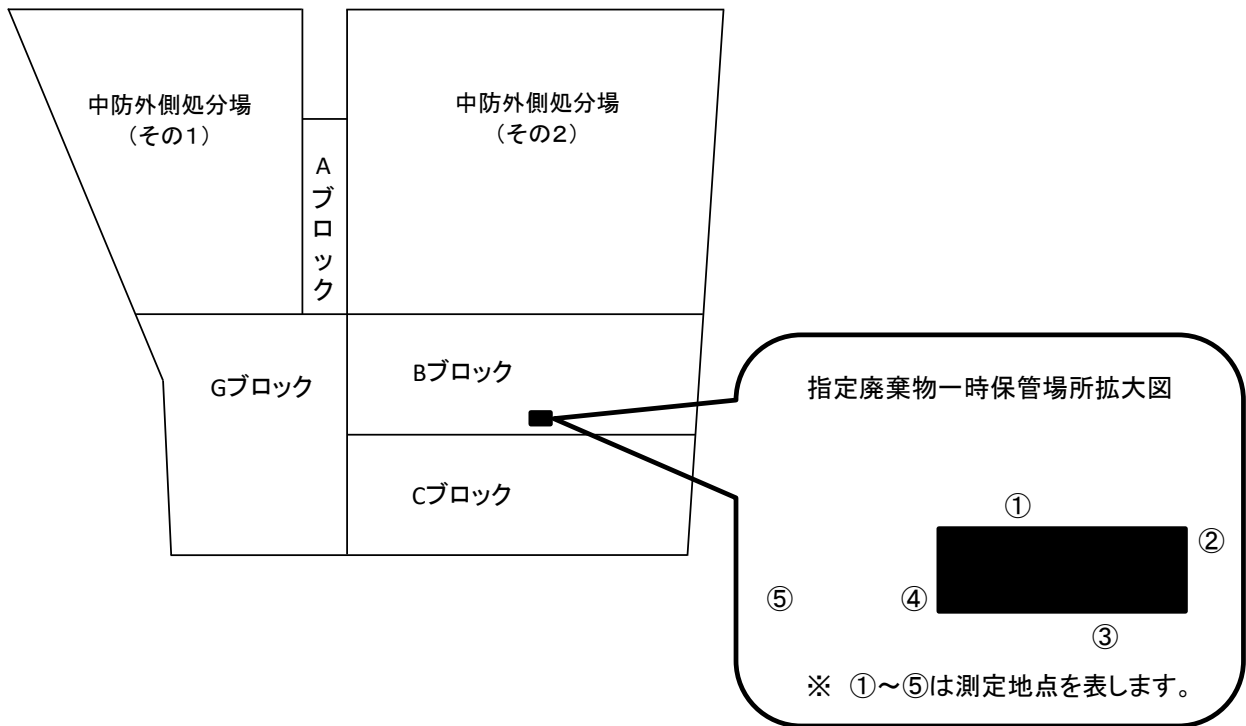 中防外側処分場
（その１）
中防外側処分場
（その２）
Aブロック
Gブロック
Bブロック
Cブロック
指定廃棄物一時保管場所拡大図
①
②
③
④
⑤
※　①～⑤は測定地点を表します。